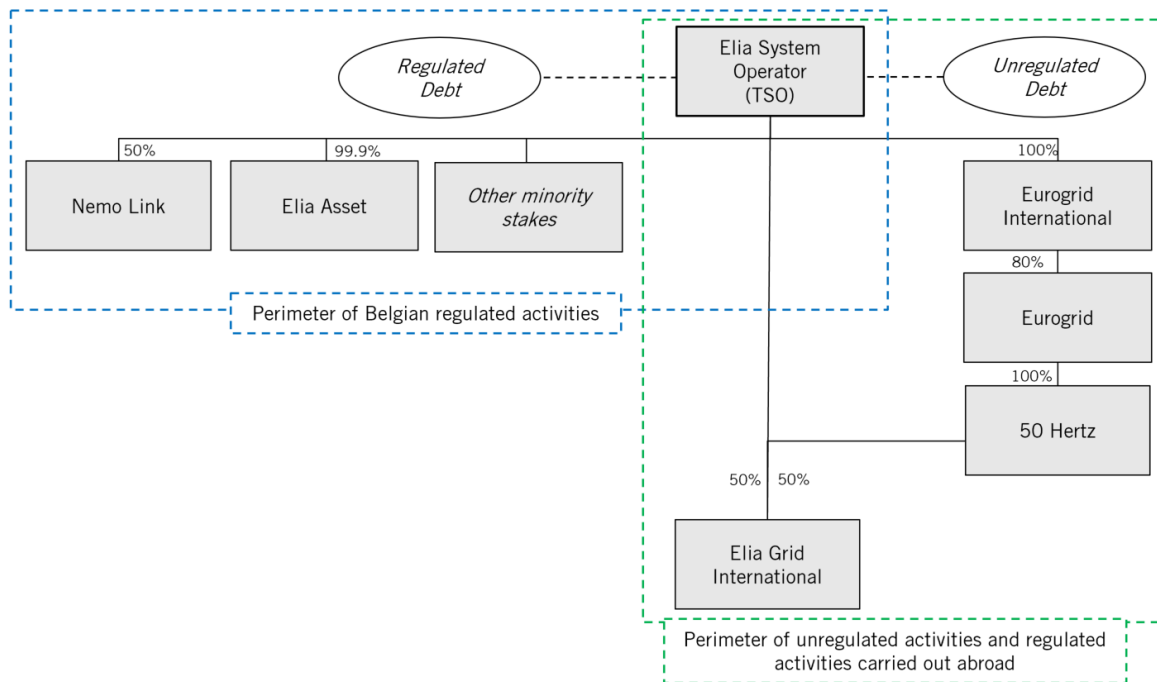 Elia System
Operator
(TSO)
Regulated
Debt
Unregulated
Debt
50%
99.9%
100%
Nemo Link
Elia Asset
Other minority
stakes
Eurogrid
International
80%
Perimeter of Belgian regulated activities
Eurogrid
100%
50 Hertz
50%
50%
Elia Grid
International
Perimeter of unregulated activities and regulated
activities carried out abroad